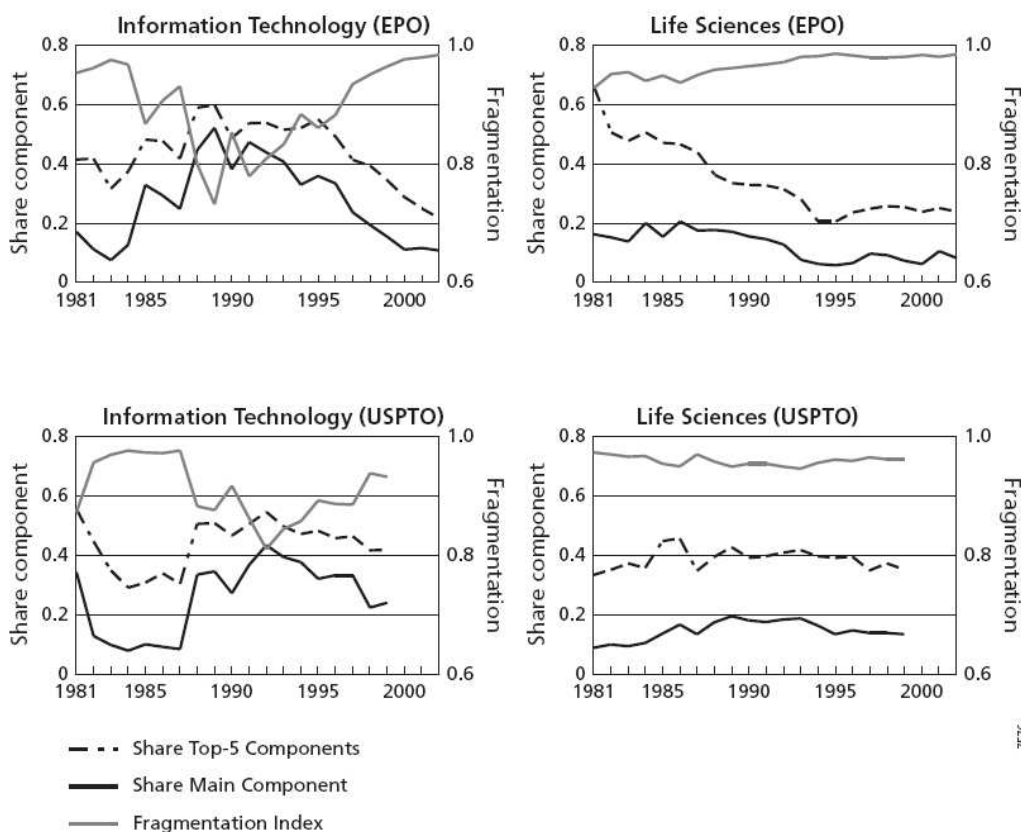 Information Technology (EPO)
0.8
0.6
0.4
0.2
0
Share component
1.0
0.8
0.6
Fragmentation
1981 1985 1990 1995 2000
Life Sciences (EPO)
0.8
0.6
0.4
0.2
0
Share component
1.0
0.8
0.6
Fragmentation
1981 1985 1990 1995 2000
Information Technology (USPTO)
0.8
0.6
0.4
0.2
0
Share component
1.0
0.8
0.6
Fragmentation
1981 1985 1990 1995 2000
Life Sciences (USPTO)
0.8
0.6
0.4
0.2
0
Share component
1.0
0.8
0.6
Fragmentation
1981 1985 1990 1995 2000
Share Top-5 Components
Share Main Component
Fragmentation Index